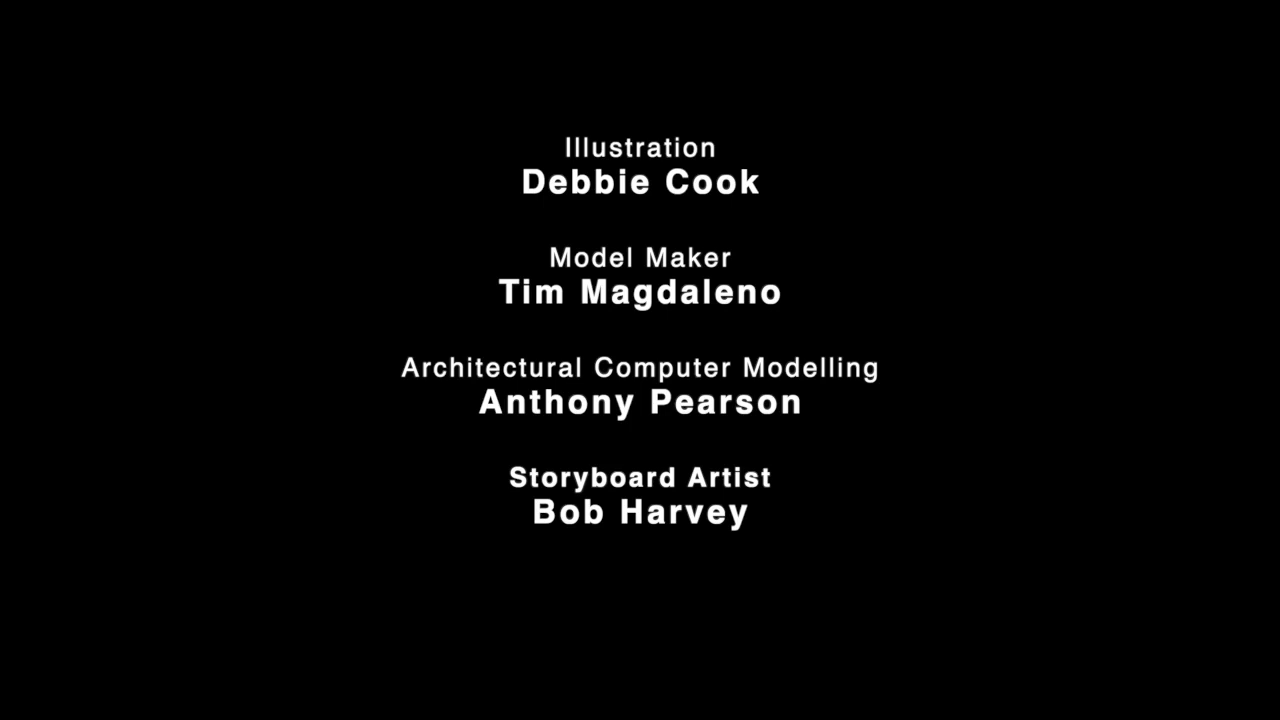 Illustration
Debbie Cook
Model Maker
Tim Magdaleno
Architectural Computer Modelling
Anthony Pearson
Storyboard Artist
Bob Harvey